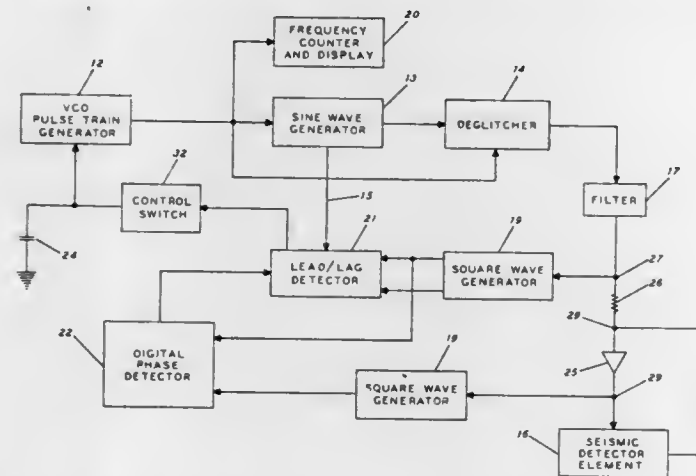 20
FREQUENCY
COUNTER
AND DISPLAY
12
VCO
PULSE TRAIN
GENERATOR
13
SINE WAVE
GENERATOR
14
DEGLITCHER
32
CONTROL
SWITCH
15
17
FILTER
24
21
LEAD/LAG
DETECTOR
19
SQUARE WAVE
GENERATOR
27
26
22
DIGITAL
PHASE
DETECTOR
SQUARE WAVE
GENERATOR
25
29
16
SEISMIC
DETECTOR
ELEMENT